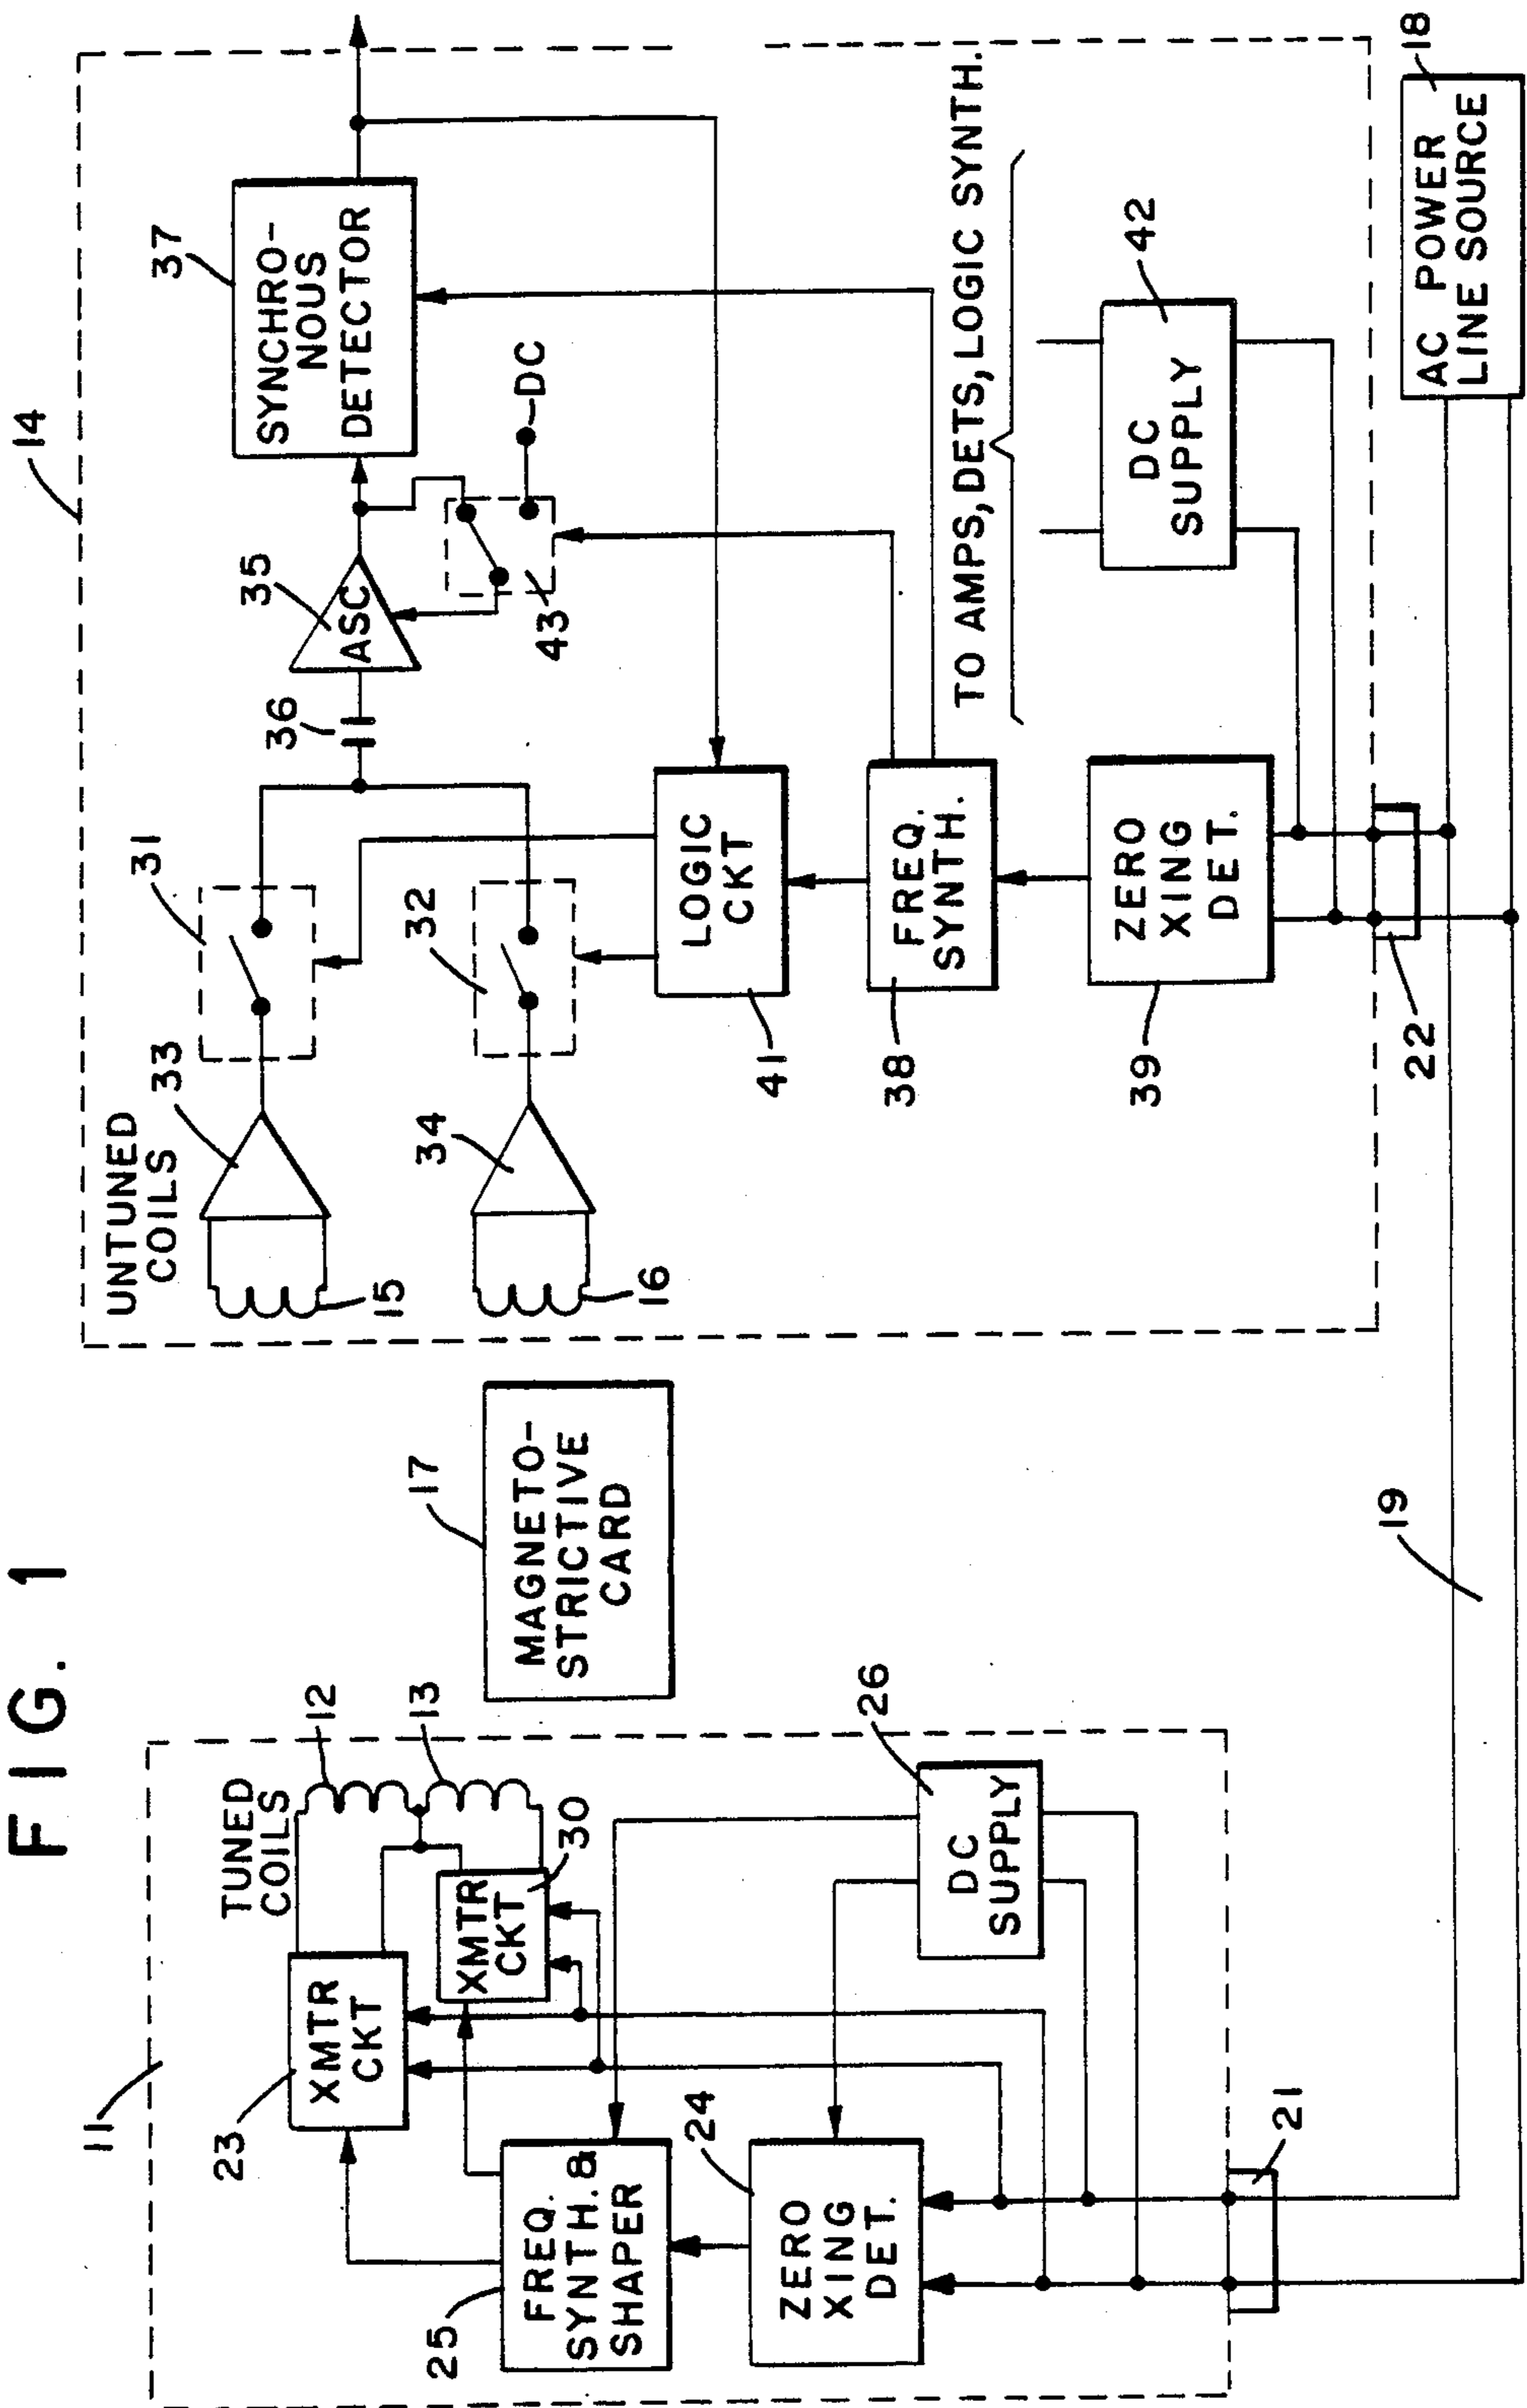 FIG. 1
11
23
XMTR
CKT
TUNED
COILS
12
13
XMTR
CKT
30
25
FREQ.
SYNTH. &
SHAPER
24
ZERO
XING
DET.
26
DC
SUPPLY
21
17
MAGNETO-
STRICTIVE
CARD
19
14
UNTUNED
COILS
15
33
31
16
34
32
36
35
ASC
43
DC
37
SYNCHRO-
NOUS
DETECTOR
41
LOGIC
CKT
38
FREQ.
SYNTH.
39
ZERO
XING
DET.
22
TO AMPS, DETS, LOGIC SYNTH.
42
DC
SUPPLY
18
AC POWER
LINE SOURCE